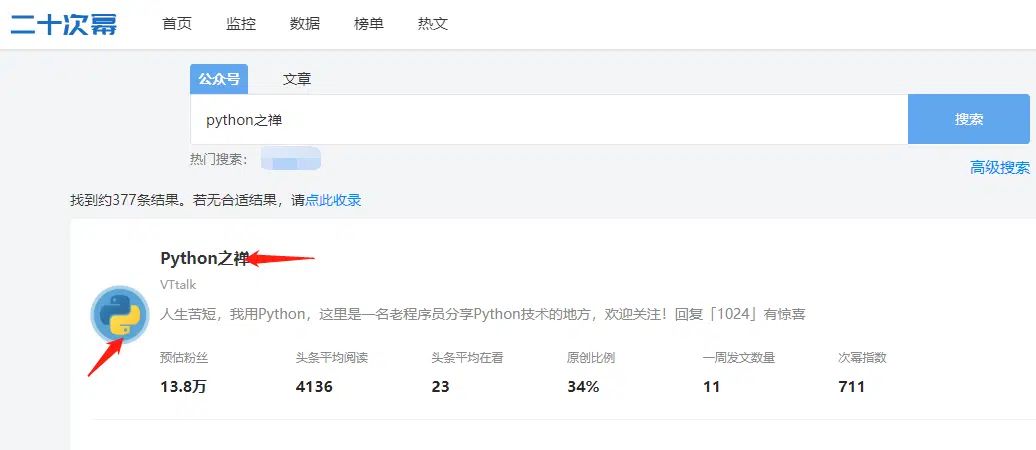 二十次幂 首页 监控 数据 榜单 热文
公众号 文章
python之禅 搜索
热门搜索：
高级搜索
找到约377条结果。若无合适结果，请点此收录
Python之禅
VTtalk
人生苦短，我用Python，这里是一名老程序员分享Python技术的地方，欢迎关注！回复「1024」有惊喜
预估粉丝 头条平均阅读 头条平均在看 原创比例 一周发文数量 次幂指数
13.8万 4136 23 34% 11 711